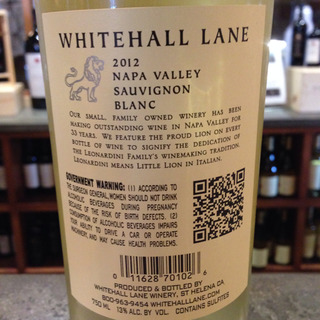 WHITEHALL LANE
2012
NAPA VALLEY
SAUVIGNON
BLANC
OUR SMALL, FAMILY OWNED WINERY HAS BEEN
MAKING OUTSTANDING WINE IN NAPA VALLEY FOR
33 YEARS. WE FEATURE THE PROUD LION ON EVERY
BOTTLE OF WINE TO SIGNIFY THE DEDICATION OF
THE LEONARDINI FAMILY'S WINEMAKING TRADITION.
LEONARDINI MEANS LITTLE LION IN ITALIAN.
GOVERNMENT WARNING: (1) ACCORDING TO
THE SURGEON GENERAL, WOMEN SHOULD NOT DRINK
ALCOHOLIC BEVERAGES DURING PREGNANCY
BECAUSE OF THE RISK OF BIRTH DEFECTS. (2)
CONSUMPTION OF ALCOHOLIC BEVERAGES IMPAIRS
YOUR ABILITY TO DRIVE A CAR OR OPERATE
MACHINERY, AND MAY CAUSE HEALTH PROBLEMS.
0 11628 70102 6
PRODUCED & BOTTLED BY
WHITEHALL LANE WINERY, ST HELENA CA
800-963-9454 WHITEHALLLANE.COM
750 ML 13% ALC. BY VOL. CONTAINS SULFITES